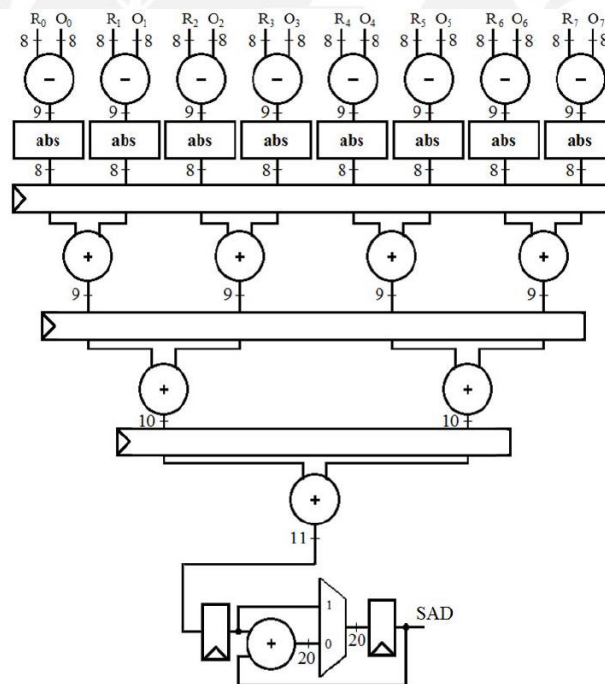 R₀ O₀ R₁ O₁ R₂ O₂ R₃ O₃ R₄ O₄ R₅ O₅ R₆ O₆ R₇ O₇
8 8 8 8 8 8 8 8 8 8 8 8 8 8 8 8
- - - - - - - -
9 9 9 9 9 9 9 9
abs abs abs abs abs abs abs abs
8 8 8 8 8 8 8 8
+ + + +
9 9 9 9
+ +
10 10
+
11
1 SAD
+ 0
20 20